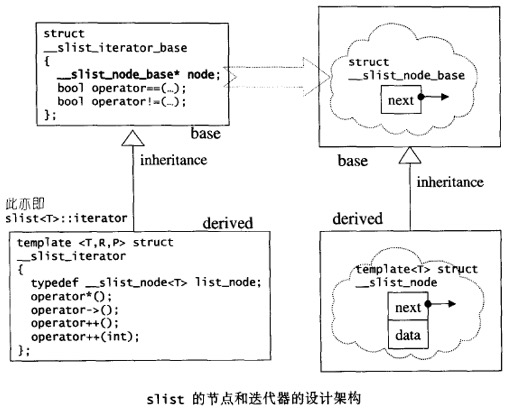 struct
__slist_iterator_base
{
__slist_node_base* node;
bool operator==(…);
bool operator!=(…);
};
base
inheritance
struct
__slist_node_base
next
base
inheritance
此亦即
slist<T>::iterator
derived
template <T,R,P> struct
__slist_iterator
{
typedef __slist_node<T> list_node;
operator*();
operator->();
operator++();
operator++(int);
};
derived
template<T> struct
__slist_node
next
data
slist 的节点和迭代器的设计架构